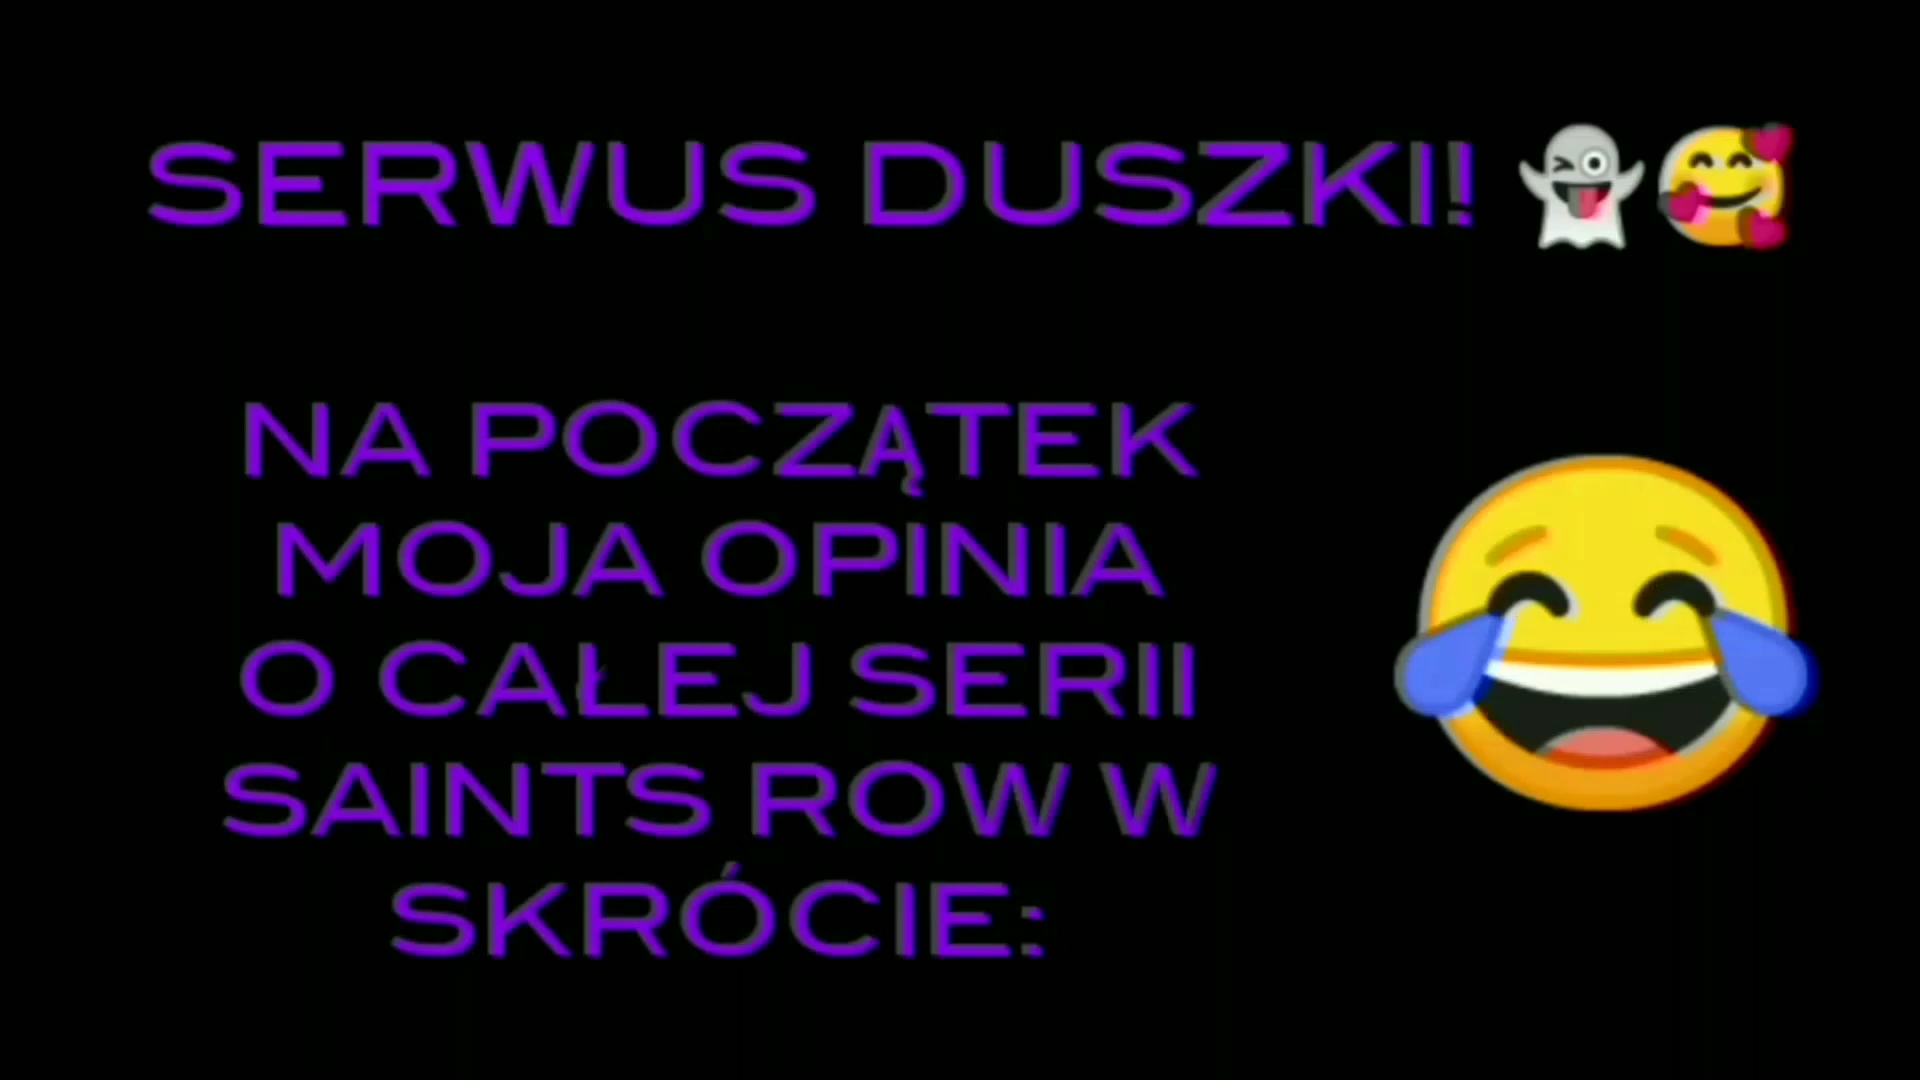 SERWUS DUSZKI! 👻🥰
NA POCZĄTEK
MOJA OPINIA
O CAŁEJ SERII
SAINTS ROW W
SKRÓCIE: